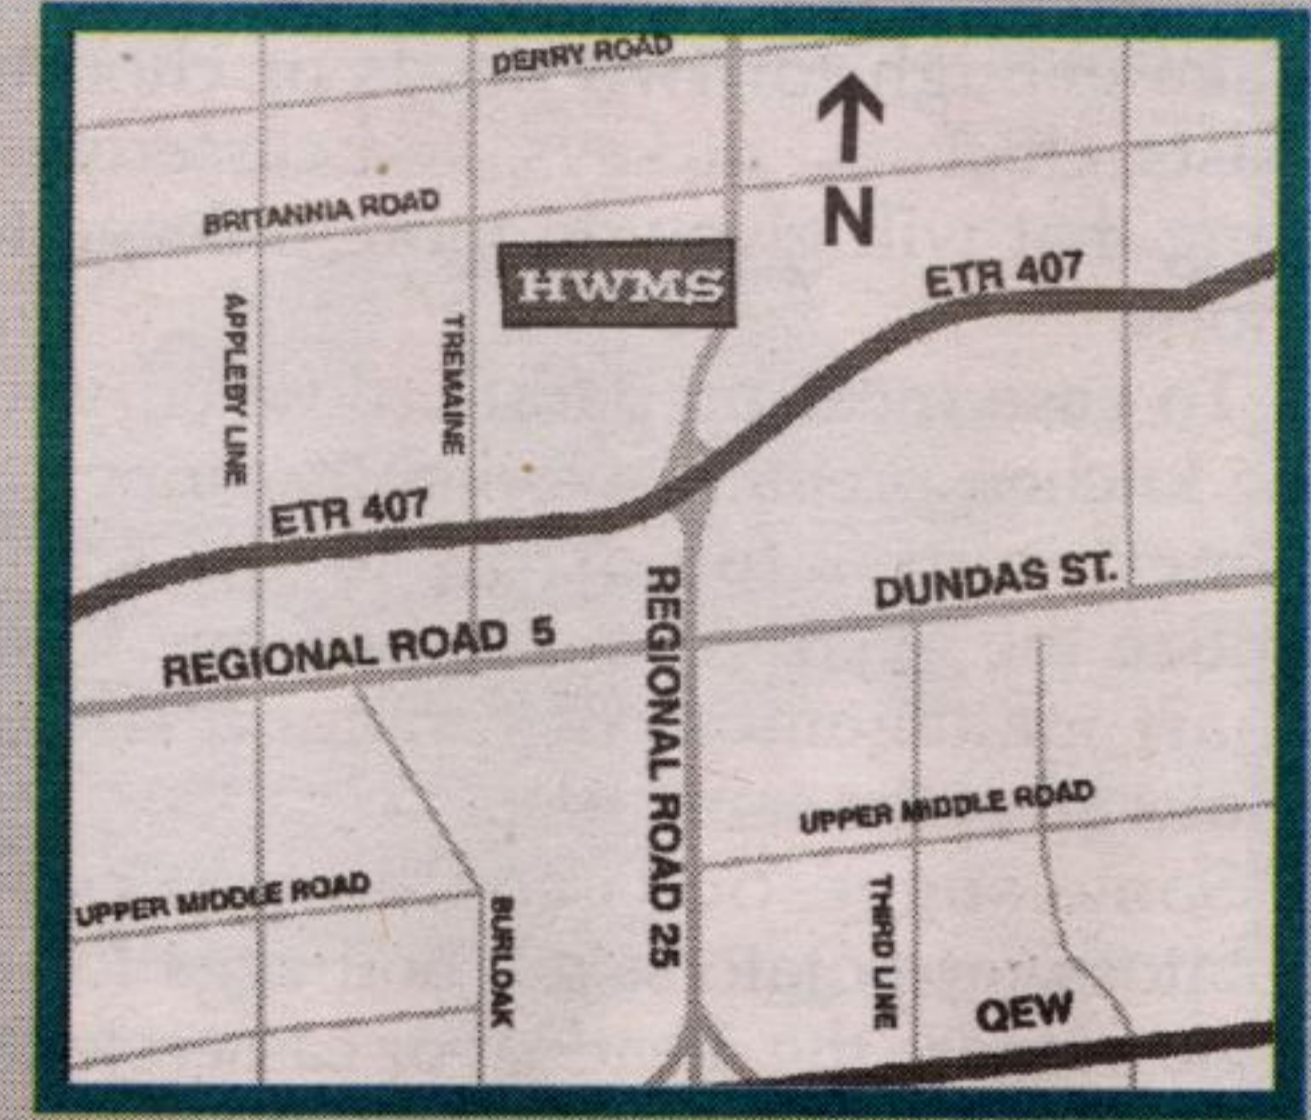 DERRY ROAD
N
BRITANNIA ROAD
HWMS
ETR 407
APPLEBY LINE
TREMAINE
ETR 407
REGIONAL ROAD 25
DUNDAS ST.
REGIONAL ROAD 5
UPPER MIDDLE ROAD
UPPER MIDDLE ROAD
THIRD LINE
BURLOAK
QEW